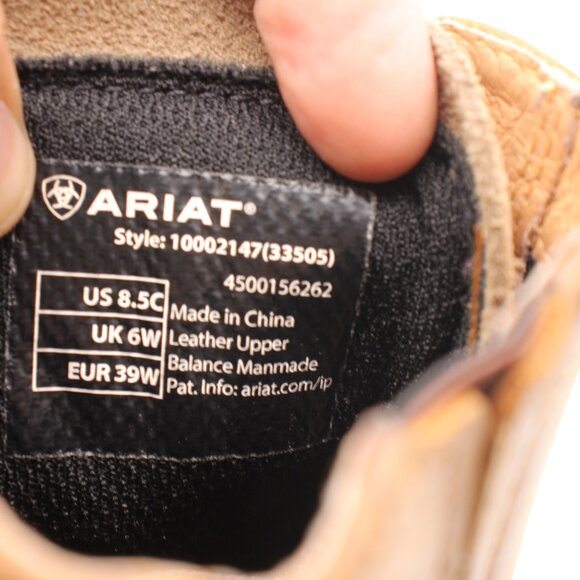 ARIAT®
Style: 10002147(33505)
4500156262
US 8.5C
UK 6W
EUR 39W
Made in China
Leather Upper
Balance Manmade
Pat. Info: ariat.com/ip